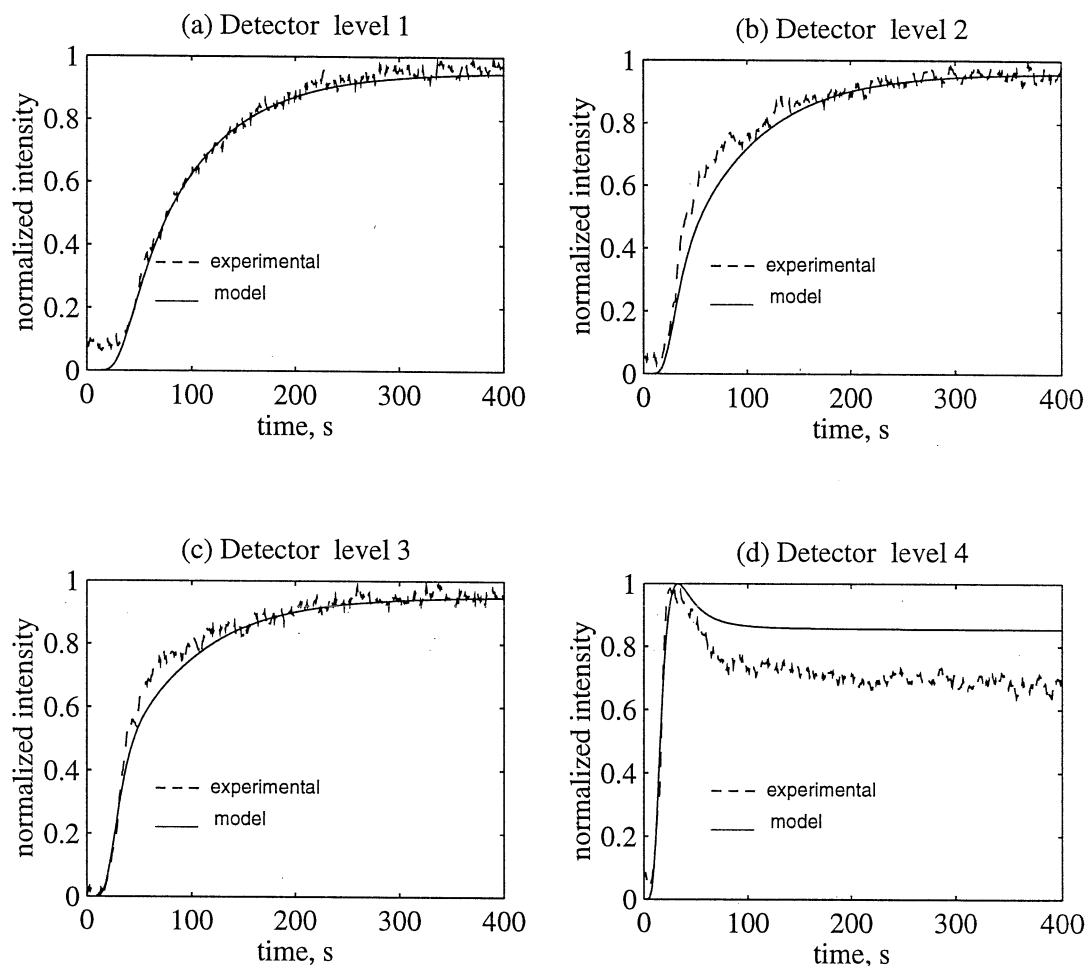 (a) Detector level 1
1
0.8
0.6
0.4
0.2
0
normalized intensity
experimental
model
0 100 200 300 400
time, s
(b) Detector level 2
1
0.8
0.6
0.4
0.2
0
normalized intensity
experimental
model
0 100 200 300 400
time, s
(c) Detector level 3
1
0.8
0.6
0.4
0.2
0
normalized intensity
experimental
model
0 100 200 300 400
time, s
(d) Detector level 4
1
0.8
0.6
0.4
0.2
0
normalized intensity
experimental
model
0 100 200 300 400
time, s